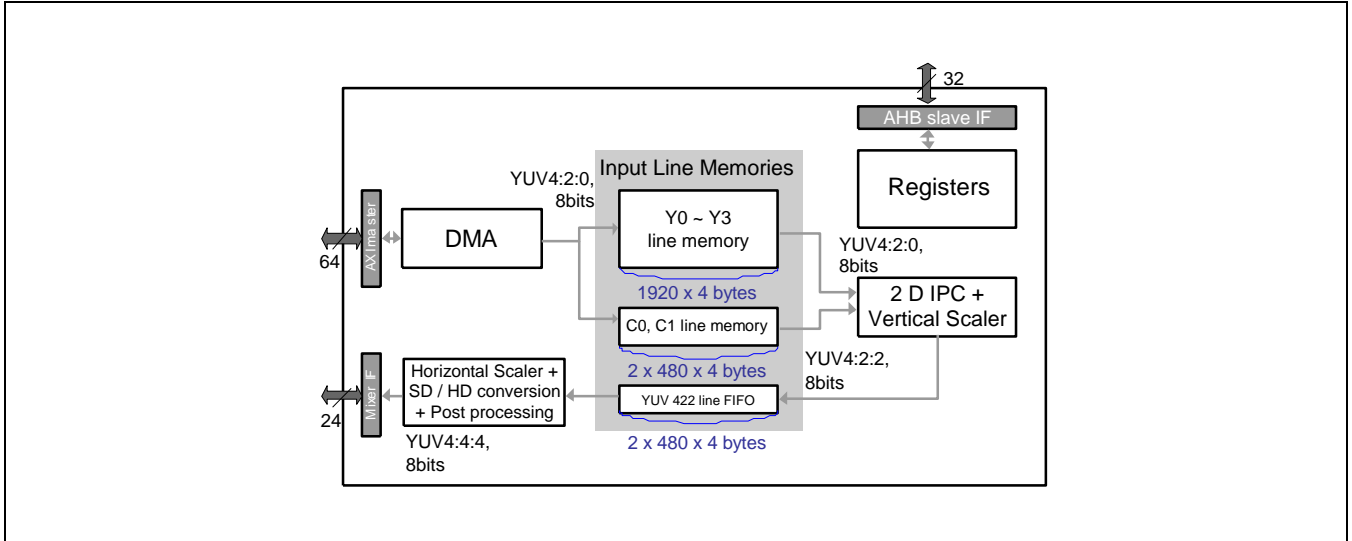 32
AHB slave IF
Registers
Input Line Memories
YUV4:2:0,
8bits
Y0 ~ Y3
line memory
1920 x 4 bytes
AXI master
64
DMA
YUV4:2:0,
8bits
2 D IPC +
Vertical Scaler
C0, C1 line memory
2 x 480 x 4 bytes
YUV4:2:2,
8bits
YUV 422 line FIFO
2 x 480 x 4 bytes
Horizontal Scaler +
SD / HD conversion
+ Post processing
Mixer IF
24
YUV4:4:4,
8bits